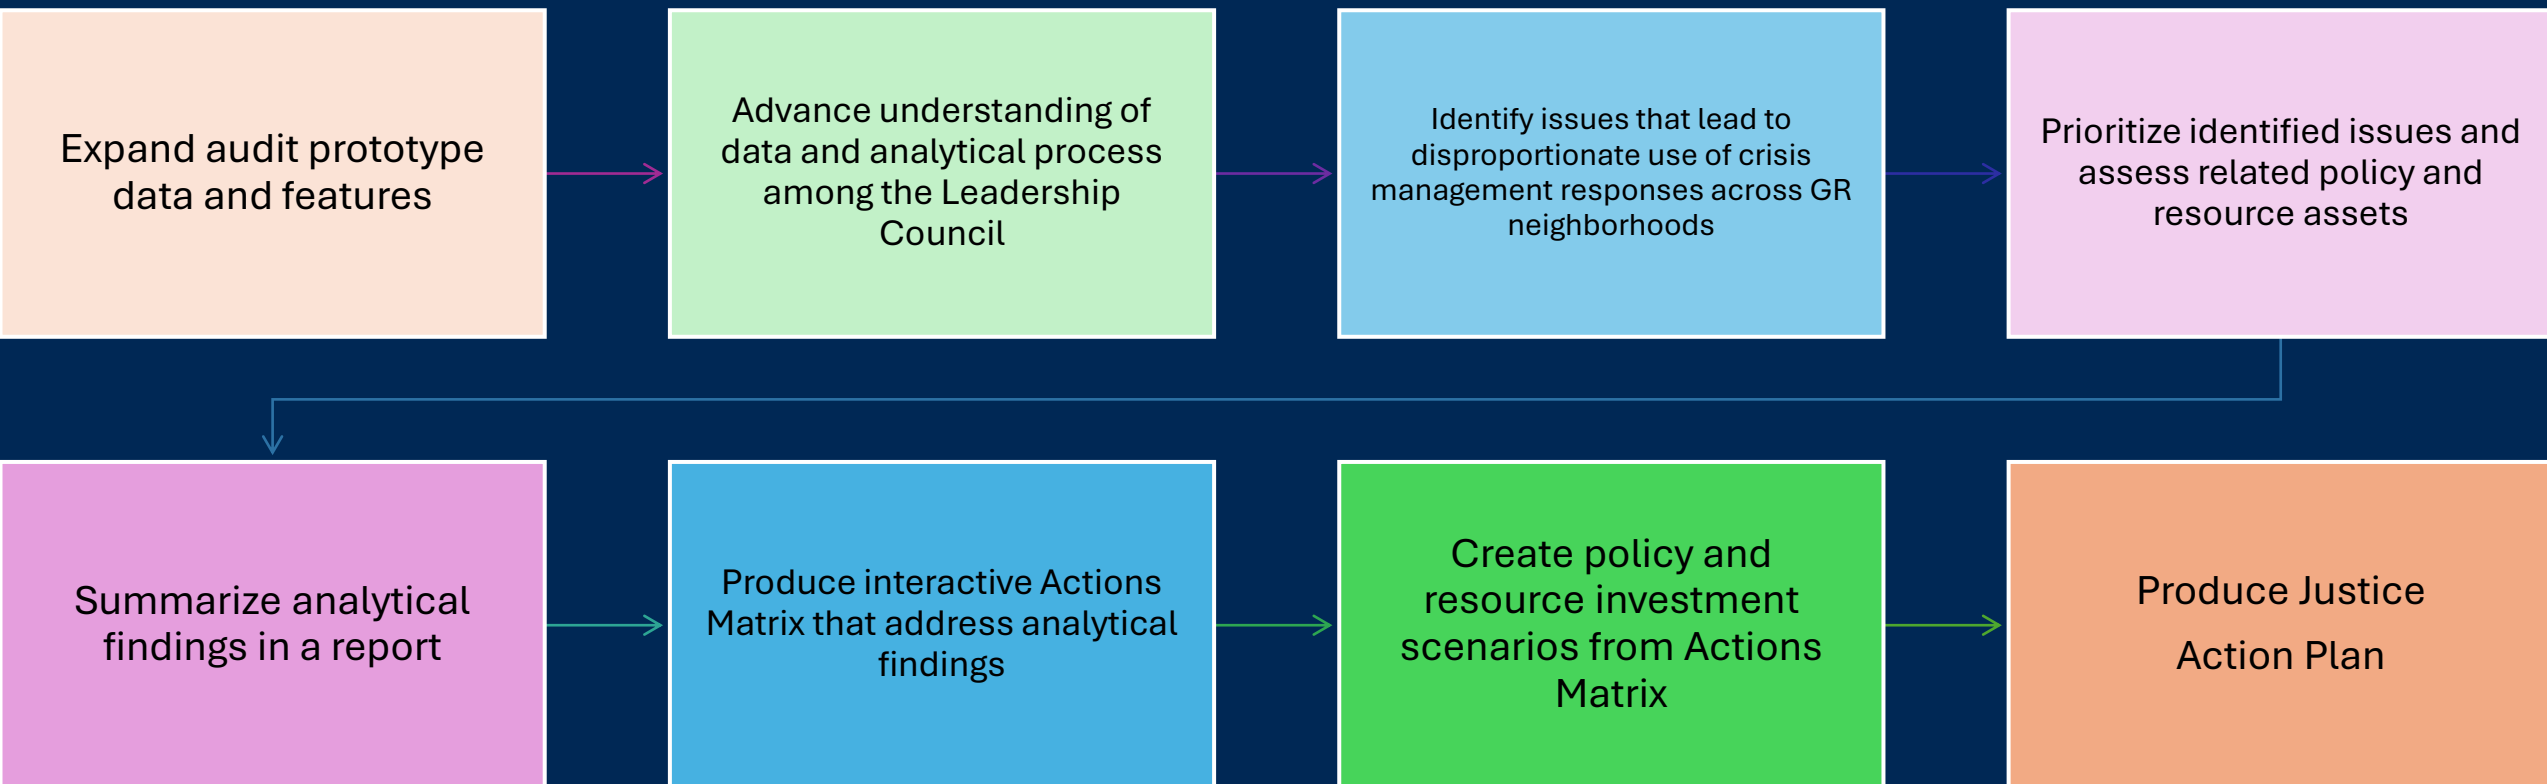 Expand audit prototype
data and features
Advance understanding of
data and analytical process
among the Leadership
Council
Identify issues that lead to
disproportionate use of crisis
management responses across GR
neighborhoods
Prioritize identified issues and
assess related policy and
resource assets
Summarize analytical
findings in a report
Produce interactive Actions
Matrix that address analytical
findings
Create policy and
resource investment
scenarios from Actions
Matrix
Produce Justice
Action Plan